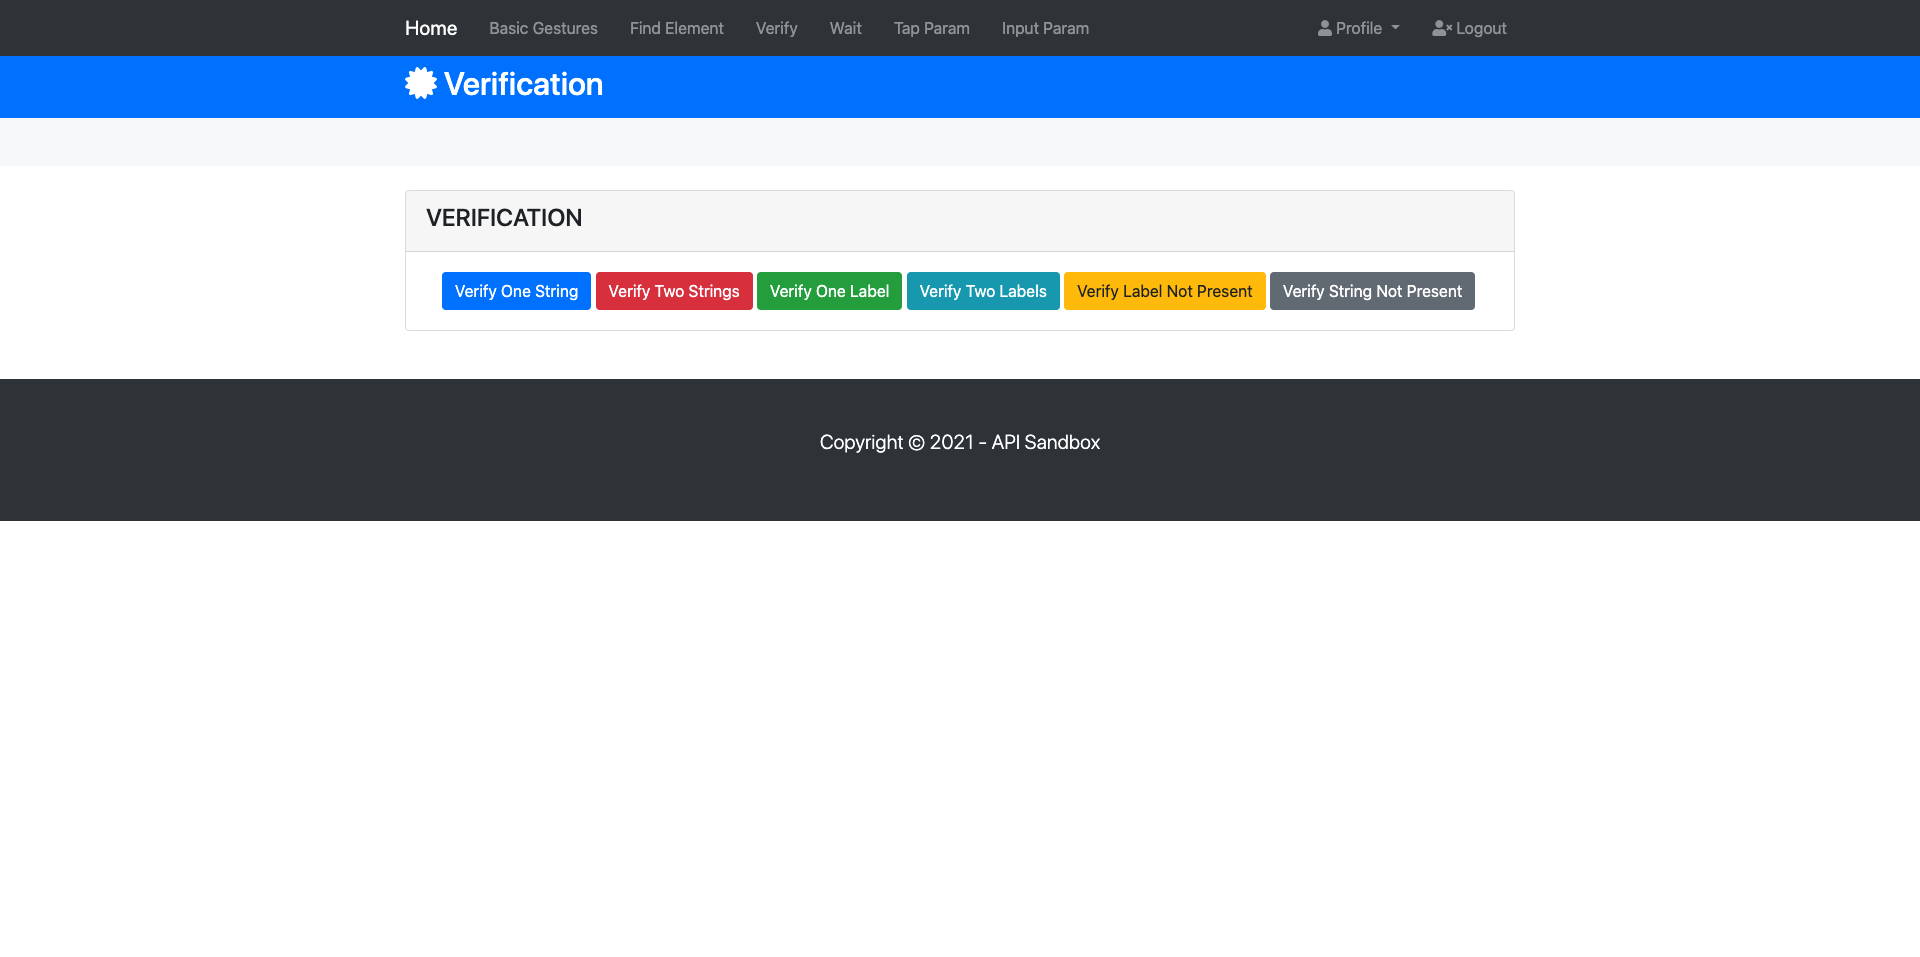 Home Basic Gestures Find Element Verify Wait Tap Param Input Param Profile Logout
Verification
VERIFICATION
Verify One String Verify Two Strings Verify One Label Verify Two Labels Verify Label Not Present Verify String Not Present
Copyright © 2021 - API Sandbox